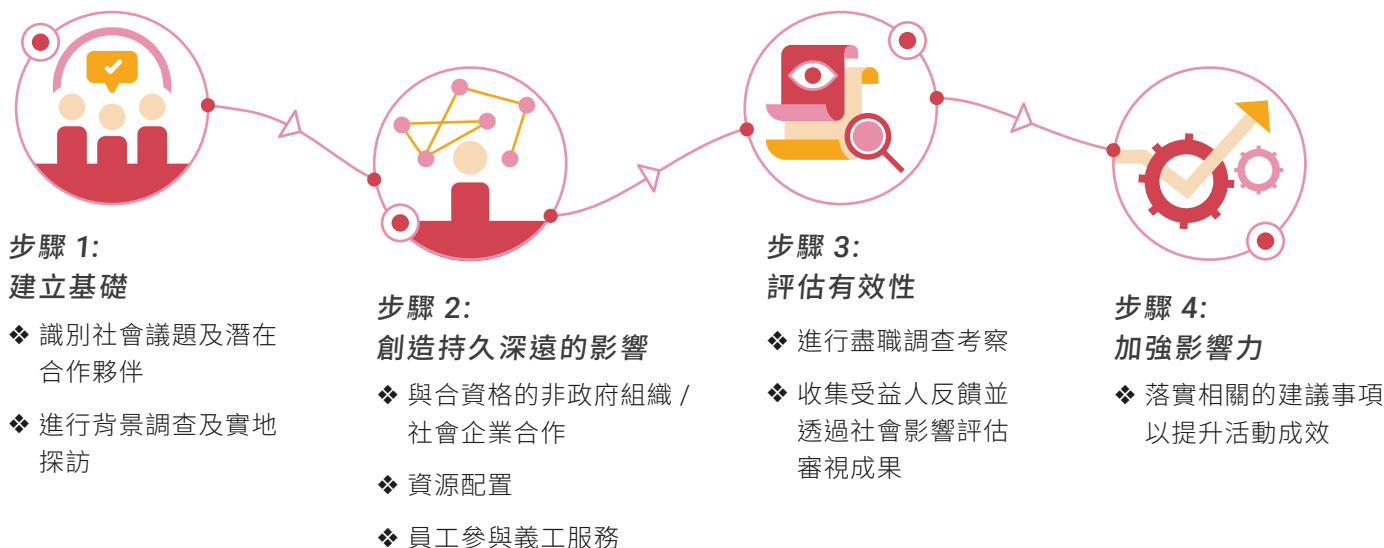 步驟 1:
建立基礎
❖ 識別社會議題及潛在
合作夥伴
❖ 進行背景調查及實地
探訪
步驟 2:
創造持久深遠的影響
❖ 與合資格的非政府組織 /
社會企業合作
❖ 資源配置
❖ 員工參與義工服務
步驟 3:
評估有效性
❖ 進行盡職調查考察
❖ 收集受益人反饋並
透過社會影響評估
審視成果
步驟 4:
加強影響力
❖ 落實相關的建議事項
以提升活動成效